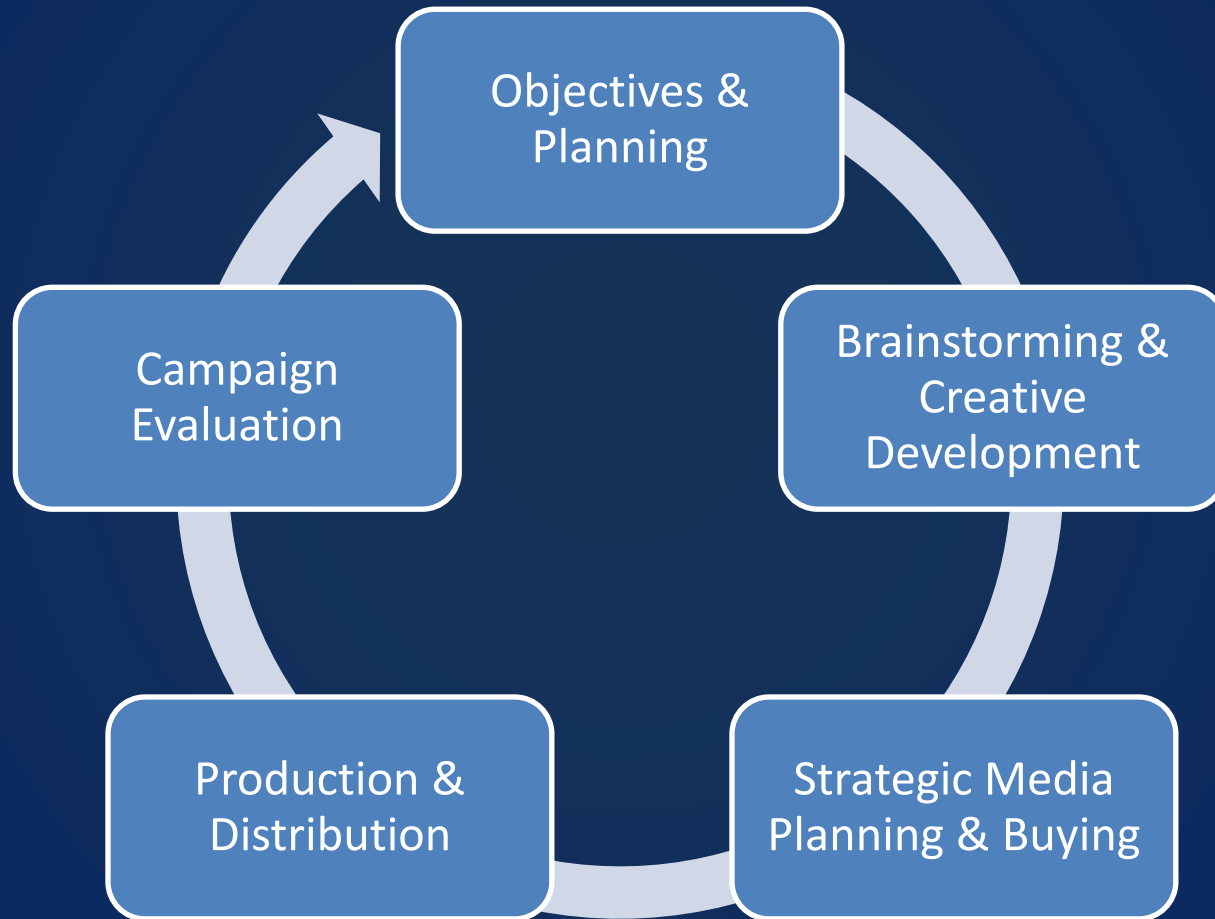 Objectives &
Planning
Brainstorming &
Creative
Development
Strategic Media
Planning & Buying
Production &
Distribution
Campaign
Evaluation